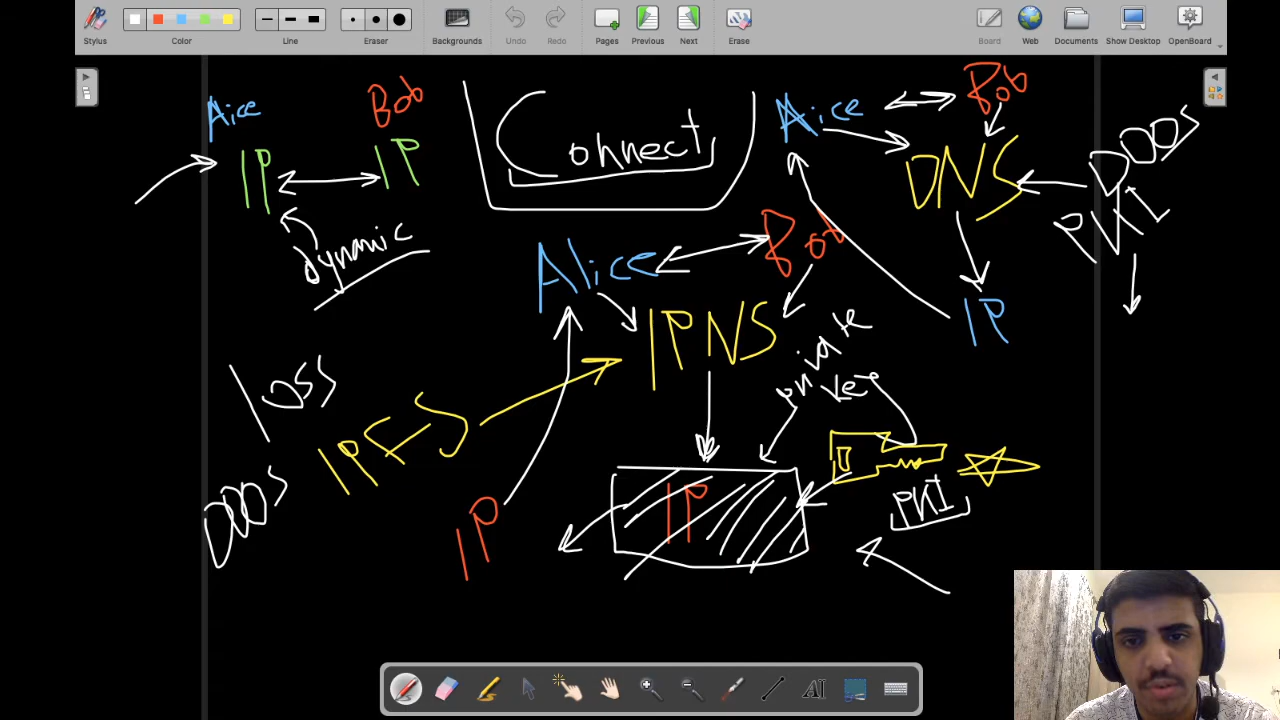 Stylus
Color
Line
Eraser
Backgrounds
Undo
Redo
Pages
Previous
Next
Erase
Board
Web
Documents
Show Desktop
OpenBoard
Alice
Bob
IP
IP
dynamic
Connect
Alice
Bob
DNS
DDOS
PKI
IP
Alice
Bob
IPNS
private
key
loss
DDOS
IPFS
IP
IP
PKI